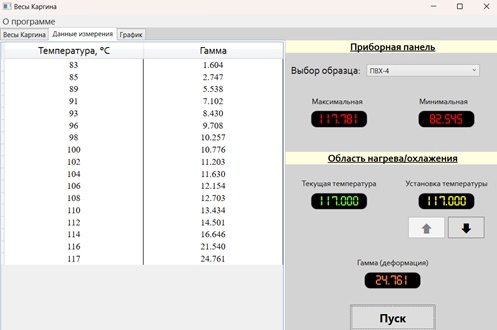 Весы Каргина
О программе
Весы Каргина Данные измерения График
Температура, °C Гамма
83 1.604
85 2.747
89 5.538
91 7.102
93 8.430
96 9.708
98 10.257
100 10.776
102 11.203
104 11.630
106 12.154
108 12.703
110 13.434
112 14.501
114 16.646
116 21.540
117 24.761
Приборная панель
Выбор образца: ПВХ-4
Максимальная Минимальная
117.781 82.545
Область нагрева/охлажения
Текущая температура Установка температуры
117.000 117.000
Гамма (деформация)
24.761
Пуск